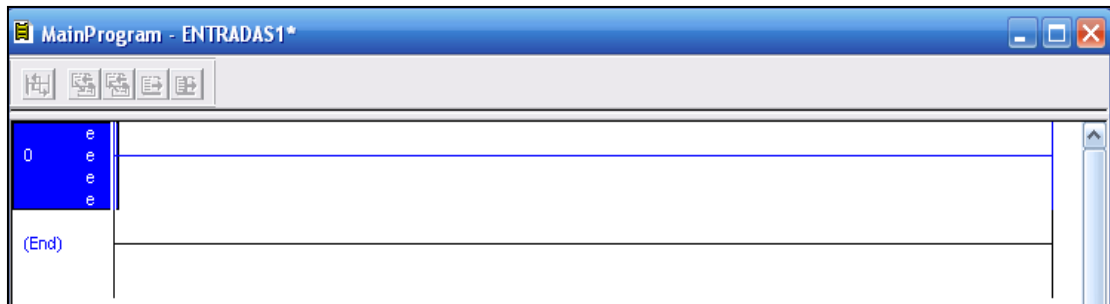 MainProgram - ENTRADAS1*
e
0 e
e
e
(End)